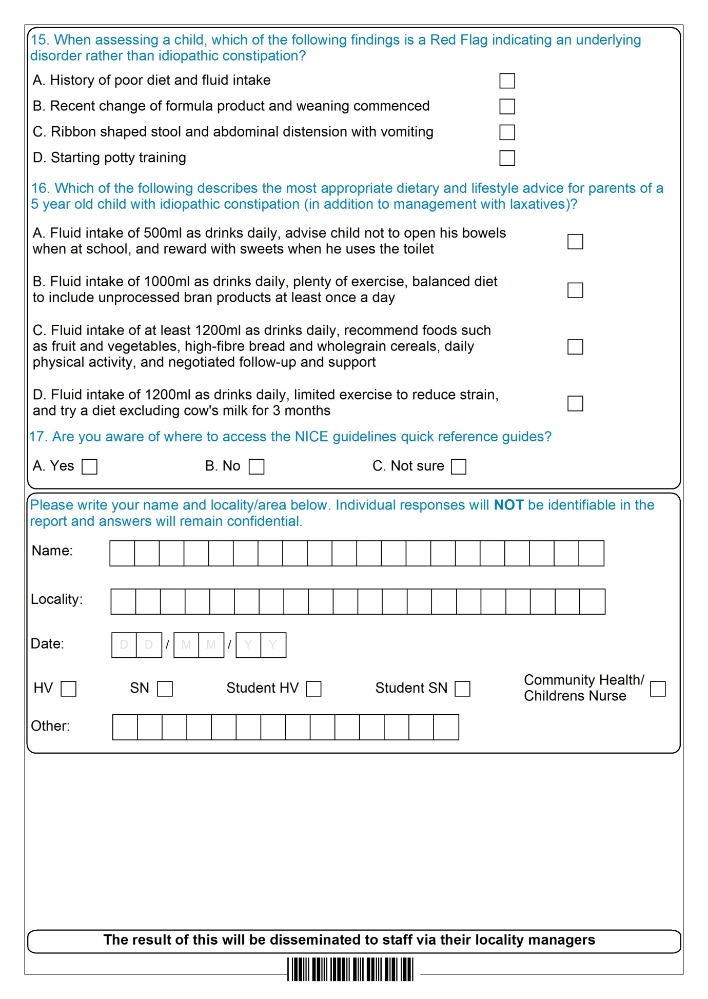 15. When assessing a child, which of the following findings is a Red Flag indicating an underlying
disorder rather than idiopathic constipation?
A. History of poor diet and fluid intake
B. Recent change of formula product and weaning commenced
C. Ribbon shaped stool and abdominal distension with vomiting
D. Starting potty training
16. Which of the following describes the most appropriate dietary and lifestyle advice for parents of a
5 year old child with idiopathic constipation (in addition to management with laxatives)?
A. Fluid intake of 500ml as drinks daily, advise child not to open his bowels
when at school, and reward with sweets when he uses the toilet
B. Fluid intake of 1000ml as drinks daily, plenty of exercise, balanced diet
to include unprocessed bran products at least once a day
C. Fluid intake of at least 1200ml as drinks daily, recommend foods such
as fruit and vegetables, high-fibre bread and wholegrain cereals, daily
physical activity, and negotiated follow-up and support
D. Fluid intake of 1200ml as drinks daily, limited exercise to reduce strain,
and try a diet excluding cow's milk for 3 months
17. Are you aware of where to access the NICE guidelines quick reference guides?
A. Yes B. No C. Not sure
Please write your name and locality/area below. Individual responses will NOT be identifiable in the
report and answers will remain confidential.
Name:
Locality:
Date: D D / M M / Y Y
HV SN Student HV Student SN Community Health/
Childrens Nurse
Other:
The result of this will be disseminated to staff via their locality managers